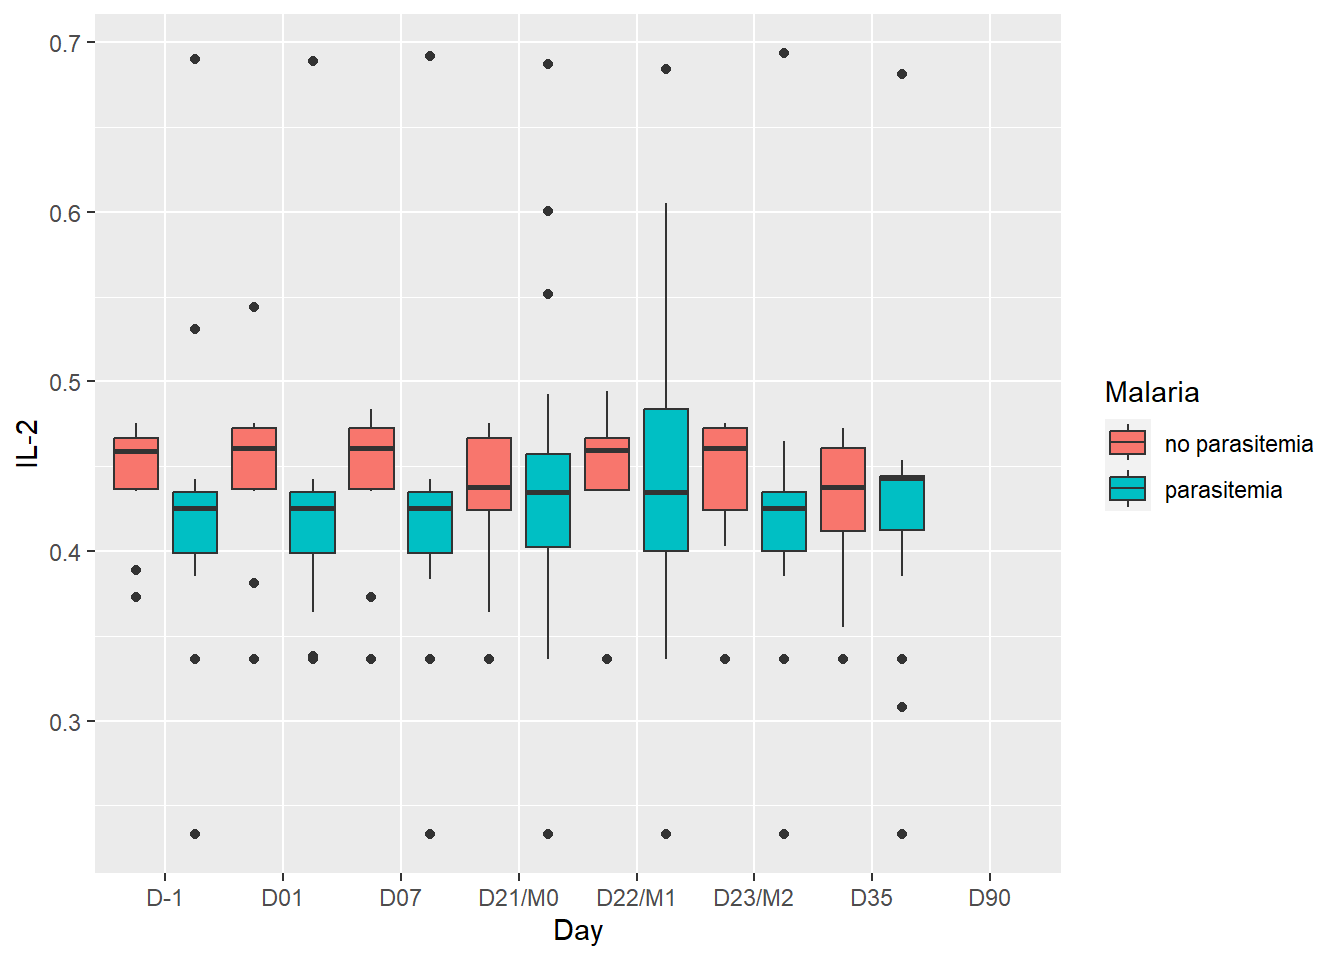 0.7
0.6
0.5
0.4
0.3
IL-2
D-1 D01 D07 D21/M0 D22/M1 D23/M2 D35 D90
Day
Malaria
no parasitemia
parasitemia